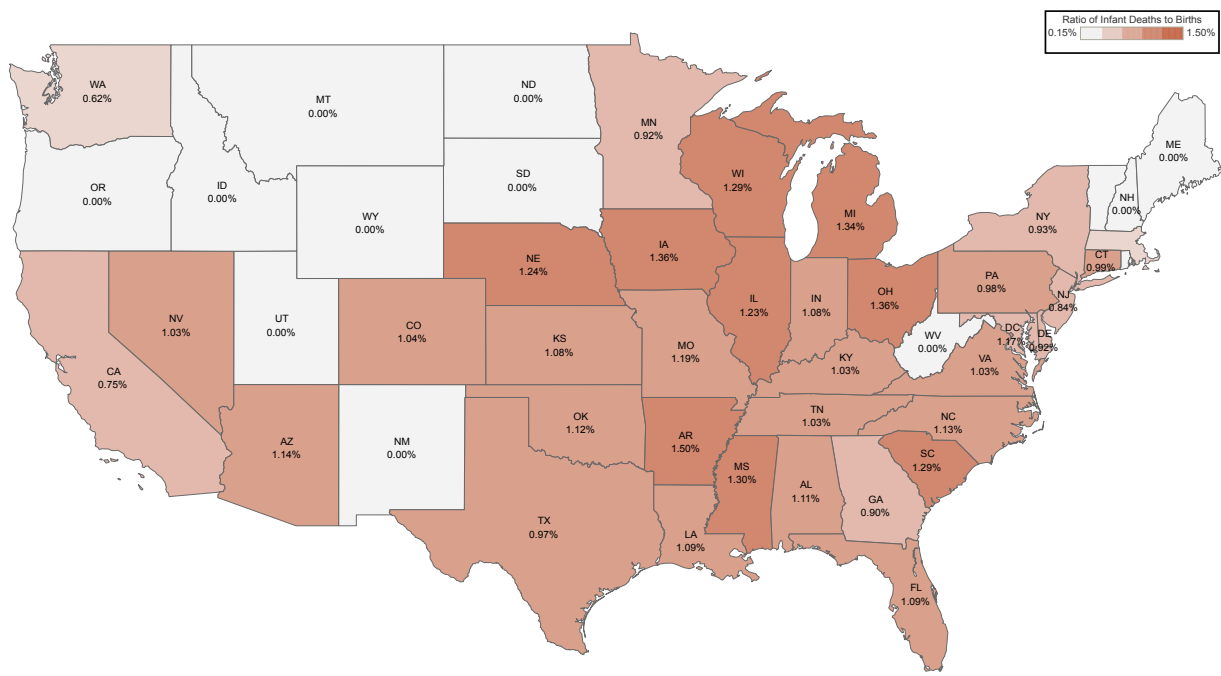 Ratio of Infant Deaths to Births
0.15% 1.50%
WA
0.62%
MT
0.00%
ND
0.00%
MN
0.92%
OR
0.00%
ID
0.00%
WY
0.00%
SD
0.00%
WI
1.29%
MI
1.34%
ME
0.00%
NH
0.00%
NY
0.93%
CT
0.99%
NV
1.03%
UT
0.00%
CO
1.04%
NE
1.24%
KS
1.08%
IA
1.36%
MO
1.19%
IL
1.23%
IN
1.08%
OH
1.36%
PA
0.98%
NJ
0.84%
DC
1.17%
DE
0.92%
WV
0.00%
VA
1.03%
KY
1.03%
CA
0.75%
AZ
1.14%
NM
0.00%
OK
1.12%
AR
1.50%
TN
1.03%
NC
1.13%
SC
1.29%
MS
1.30%
AL
1.11%
GA
0.90%
TX
0.97%
LA
1.09%
FL
1.09%